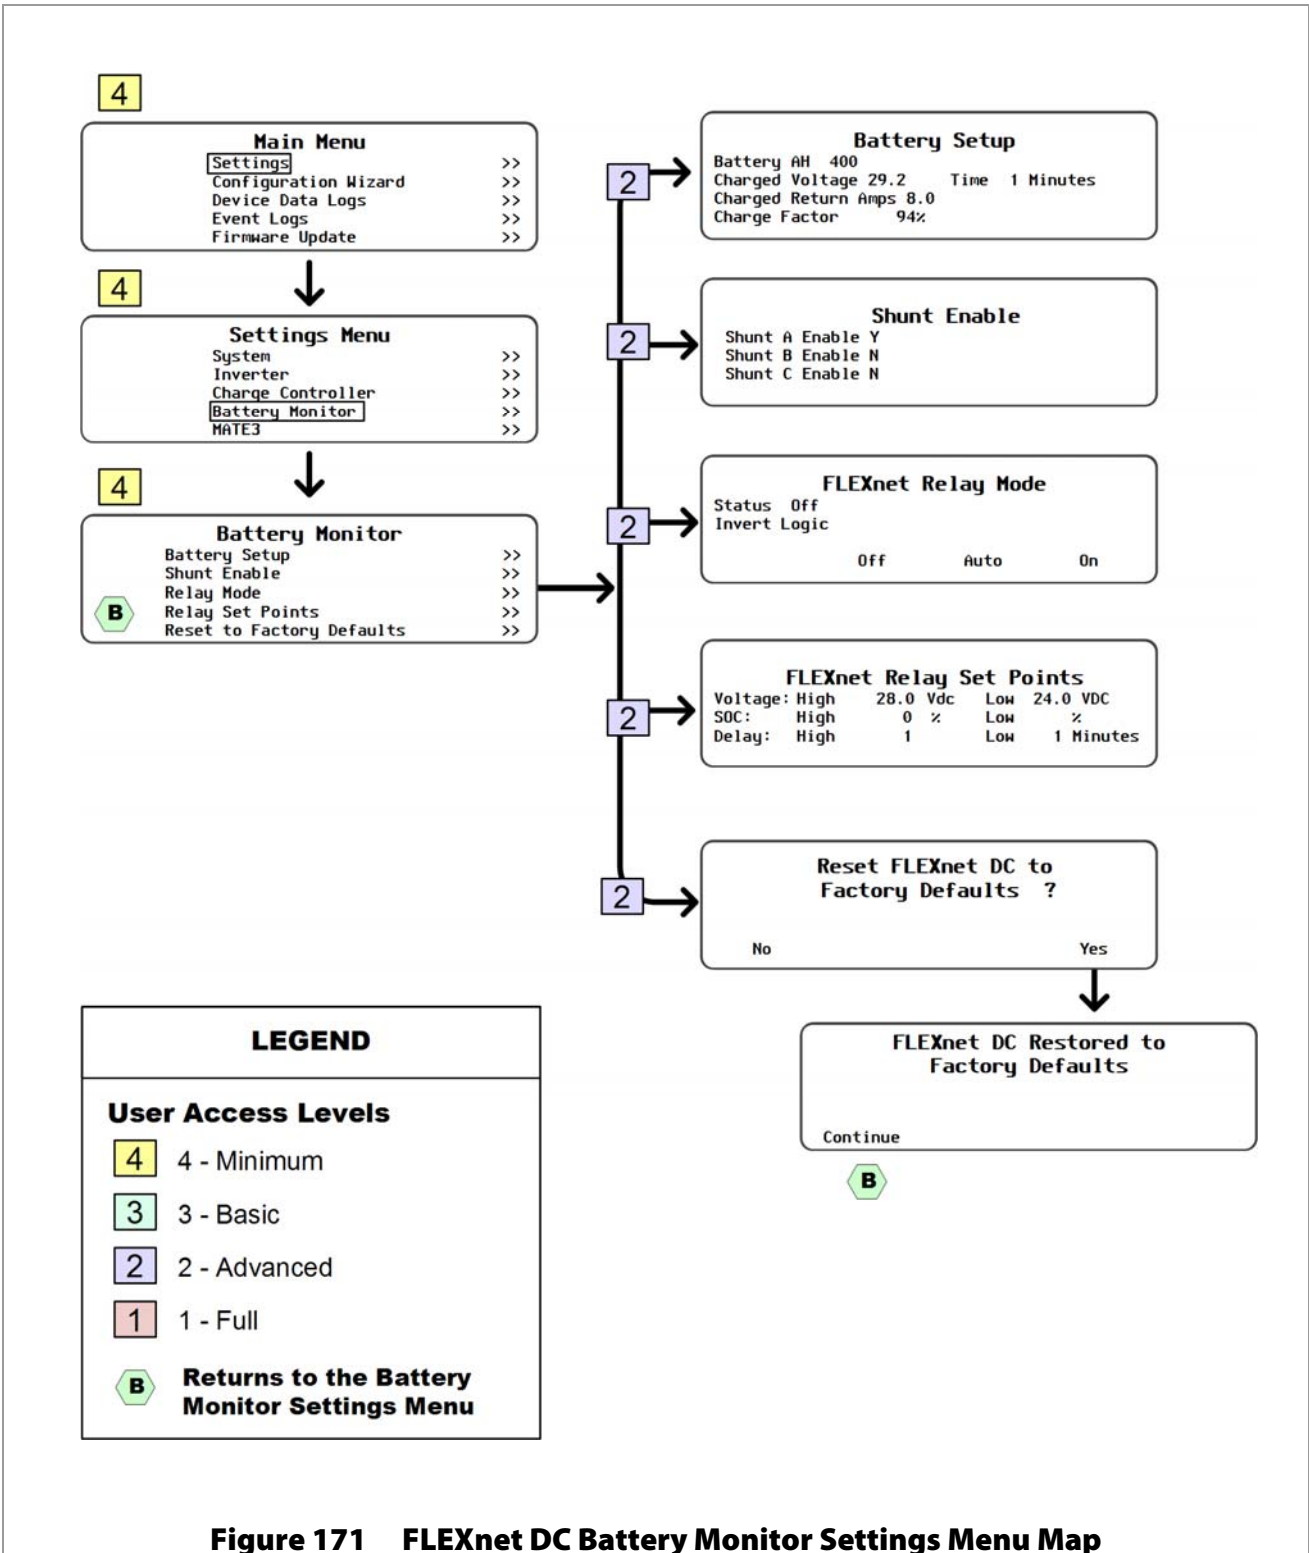 4
Main Menu
Settings >>
Configuration Wizard >>
Device Data Logs >>
Event Logs >>
Firmware Update >>
4
Settings Menu
System >>
Inverter >>
Charge Controller >>
Battery Monitor >>
MATE3 >>
4
Battery Monitor
Battery Setup >>
Shunt Enable >>
Relay Mode >>
B
Relay Set Points >>
Reset to Factory Defaults >>
2
Battery Setup
Battery AH 400
Charged Voltage 29.2 Time 1 Minutes
Charged Return Amps 8.0
Charge Factor 94%
2
Shunt Enable
Shunt A Enable Y
Shunt B Enable N
Shunt C Enable N
2
FLEXnet Relay Mode
Status Off
Invert Logic
Off Auto On
2
FLEXnet Relay Set Points
Voltage: High 28.0 Vdc Low 24.0 VDC
SOC: High 0 % Low %
Delay: High 1 Low 1 Minutes
2
Reset FLEXnet DC to
Factory Defaults ?
No Yes
FLEXnet DC Restored to
Factory Defaults
Continue
B
LEGEND
User Access Levels
4 4 - Minimum
3 3 - Basic
2 2 - Advanced
1 1 - Full
B Returns to the Battery
Monitor Settings Menu
Figure 171 FLEXnet DC Battery Monitor Settings Menu Map